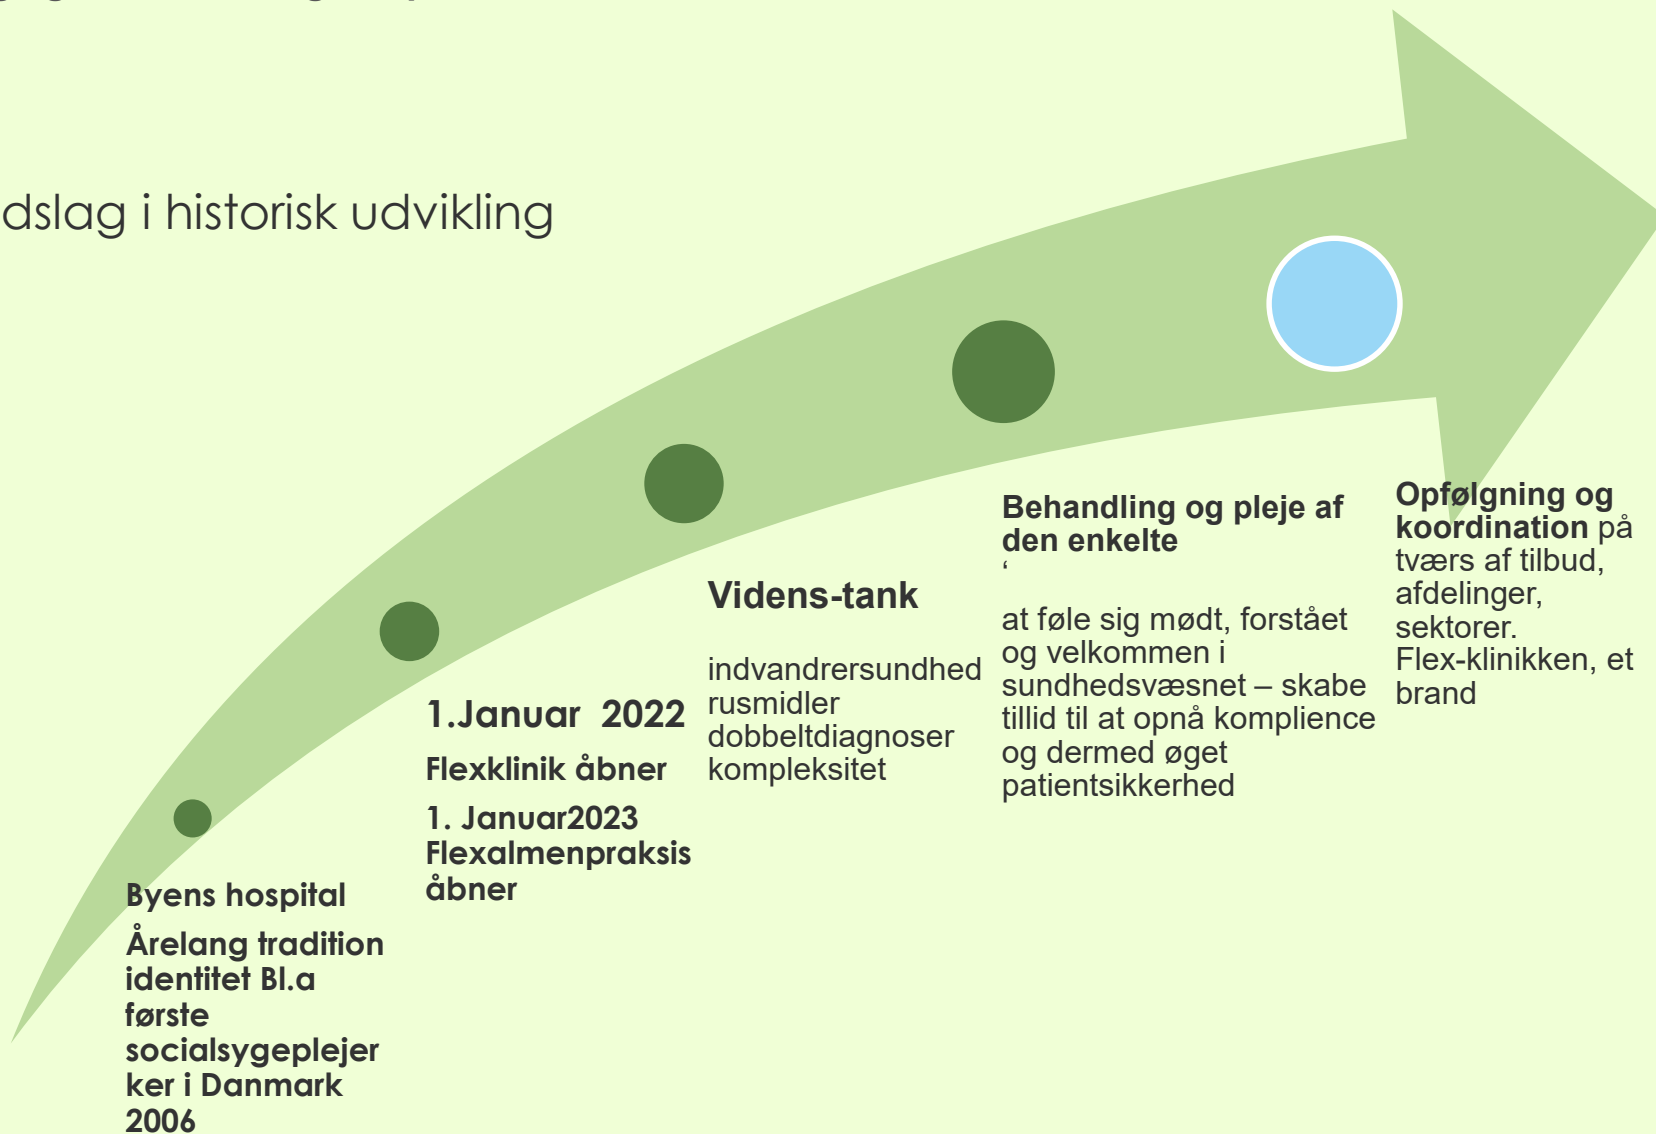 dslag i historisk udvikling
Byens hospital
Årelang tradition
identitet Bl.a
første
socialsygeplejer
ker i Danmark
2006
1.Januar 2022
Flexklinik åbner
1. Januar2023
Flexalmenpraksis
åbner
Videns-tank
indvandrersundhed
rusmidler
dobbeltdiagnoser
kompleksitet
Behandling og pleje af
den enkelte
‘
at føle sig mødt, forstået
og velkommen i
sundhedsvæsnet – skabe
tillid til at opnå komplience
og dermed øget
patientsikkerhed
Opfølgning og
koordination på
tværs af tilbud,
afdelinger,
sektorer.
Flex-klinikken, et
brand